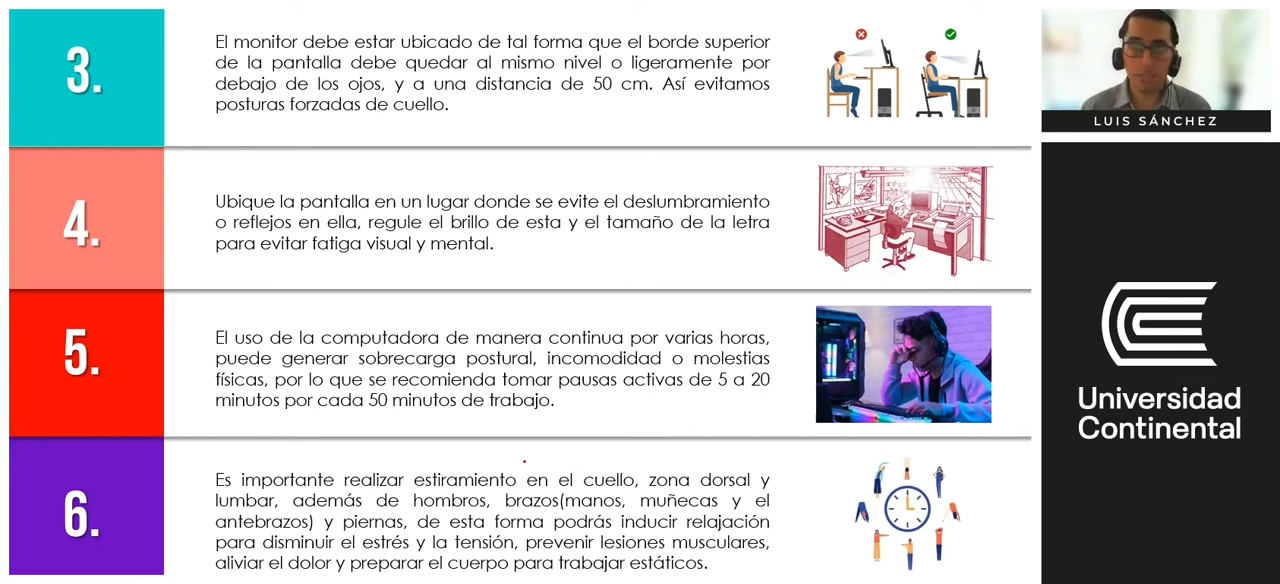 3.
El monitor debe estar ubicado de tal forma que el borde superior
de la pantalla debe quedar al mismo nivel o ligeramente por
debajo de los ojos, y a una distancia de 50 cm. Así evitamos
posturas forzadas de cuello.
4.
Ubique la pantalla en un lugar donde se evite el deslumbramiento
o reflejos en ella, regule el brillo de esta y el tamaño de la letra
para evitar fatiga visual y mental.
5.
El uso de la computadora de manera continua por varias horas,
puede generar sobrecarga postural, incomodidad o molestias
físicas, por lo que se recomienda tomar pausas activas de 5 a 20
minutos por cada 50 minutos de trabajo.
6.
Es importante realizar estiramiento en el cuello, zona dorsal y
lumbar, además de hombros, brazos(manos, muñecas y el
antebrazos) y piernas, de esta forma podrás inducir relajación
para disminuir el estrés y la tensión, prevenir lesiones musculares,
aliviar el dolor y preparar el cuerpo para trabajar estáticos.
LUIS SÁNCHEZ
Universidad
Continental